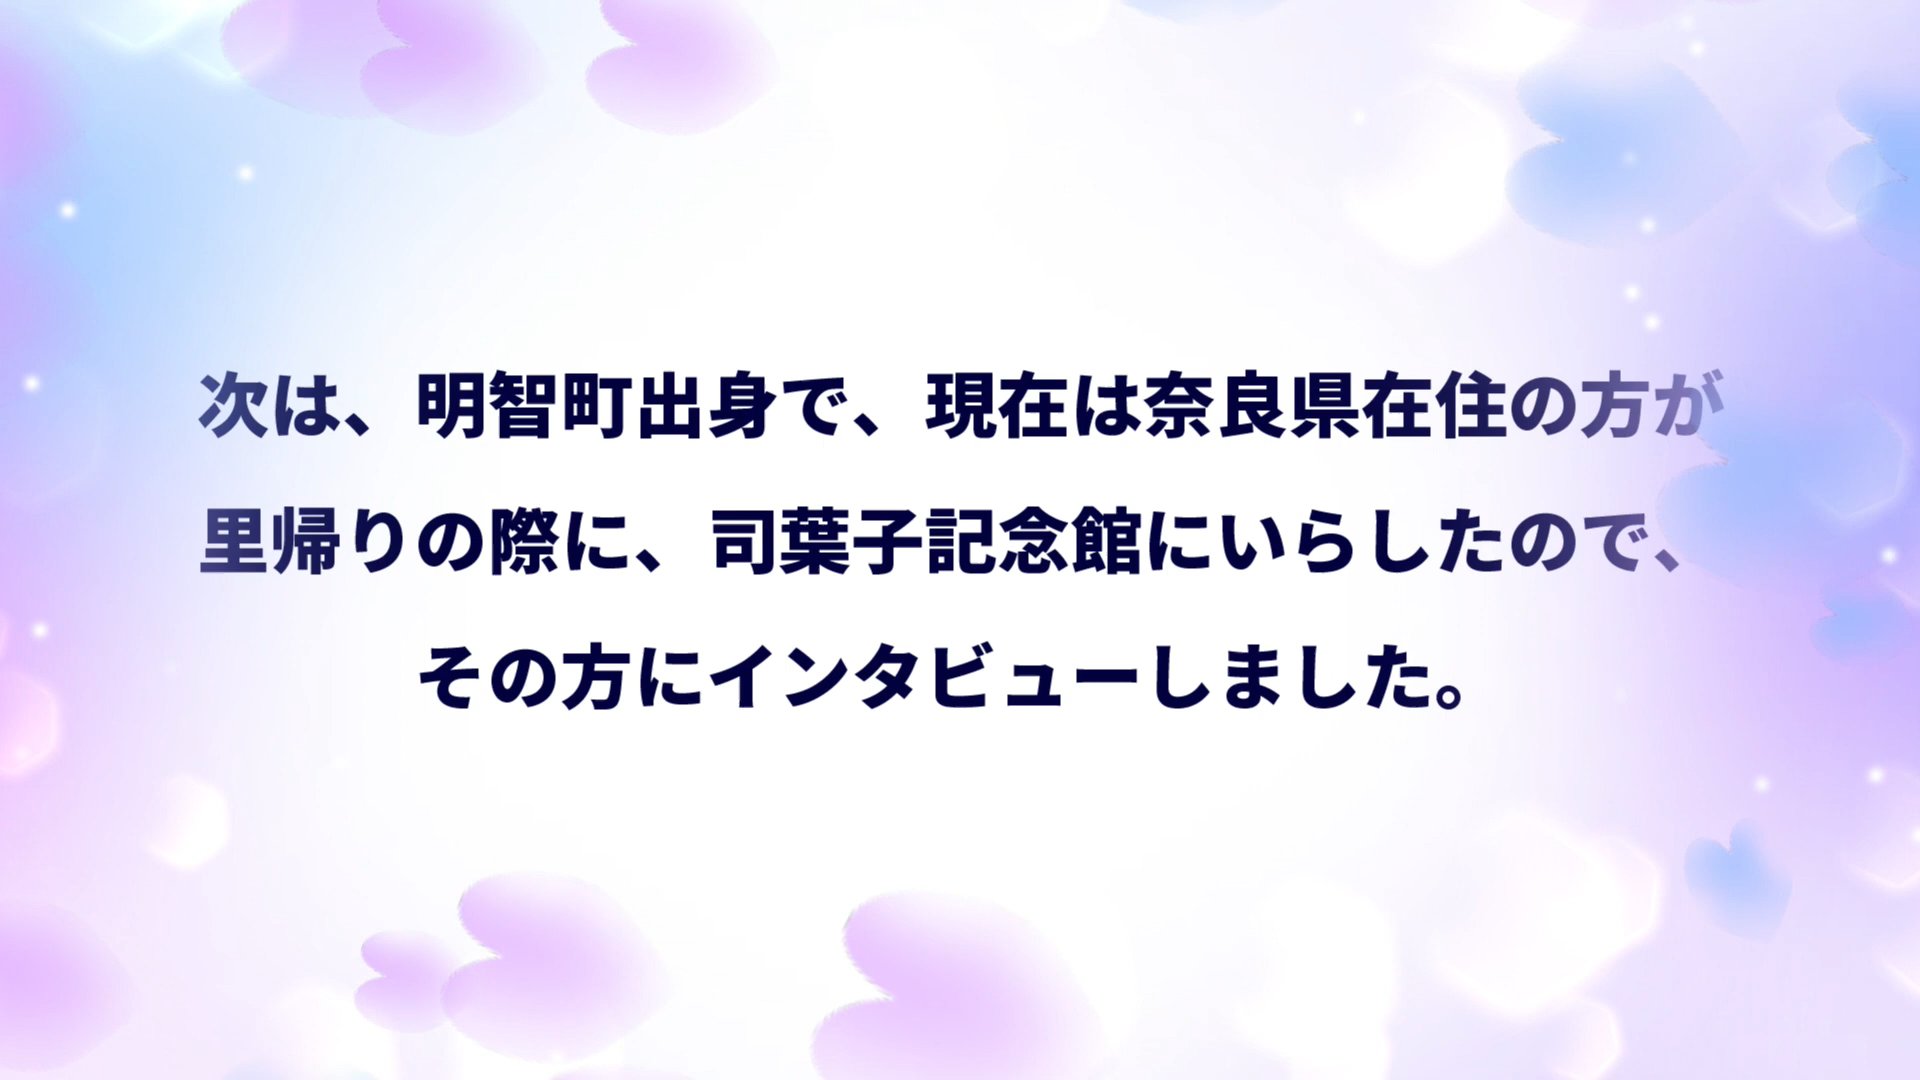 次は、明智町出身で、現在は奈良県在住の方が
里帰りの際に、司葉子記念館にいらしたので、
その方にインタビューしました。